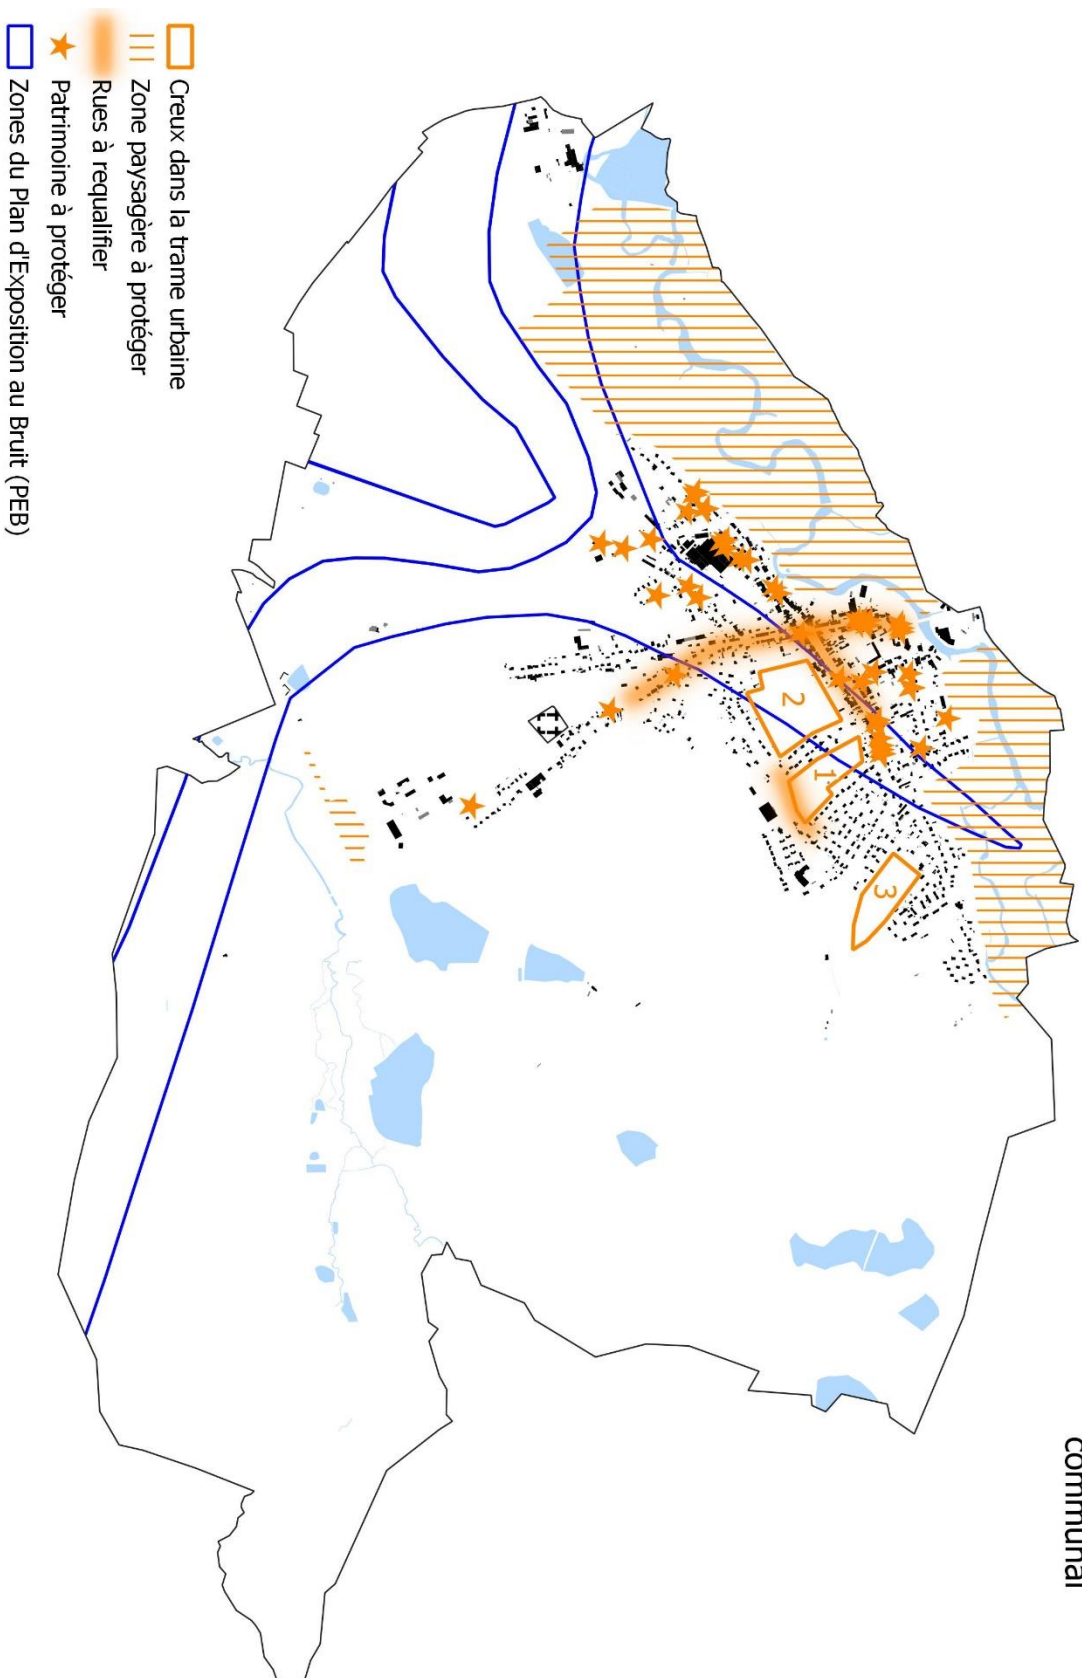 communal
2
1
3
Creux dans la trame urbaine
Zone paysagère à protéger
Rues à requalifier
Patrimoine à protéger
Zones du Plan d'Exposition au Bruit (PEB)